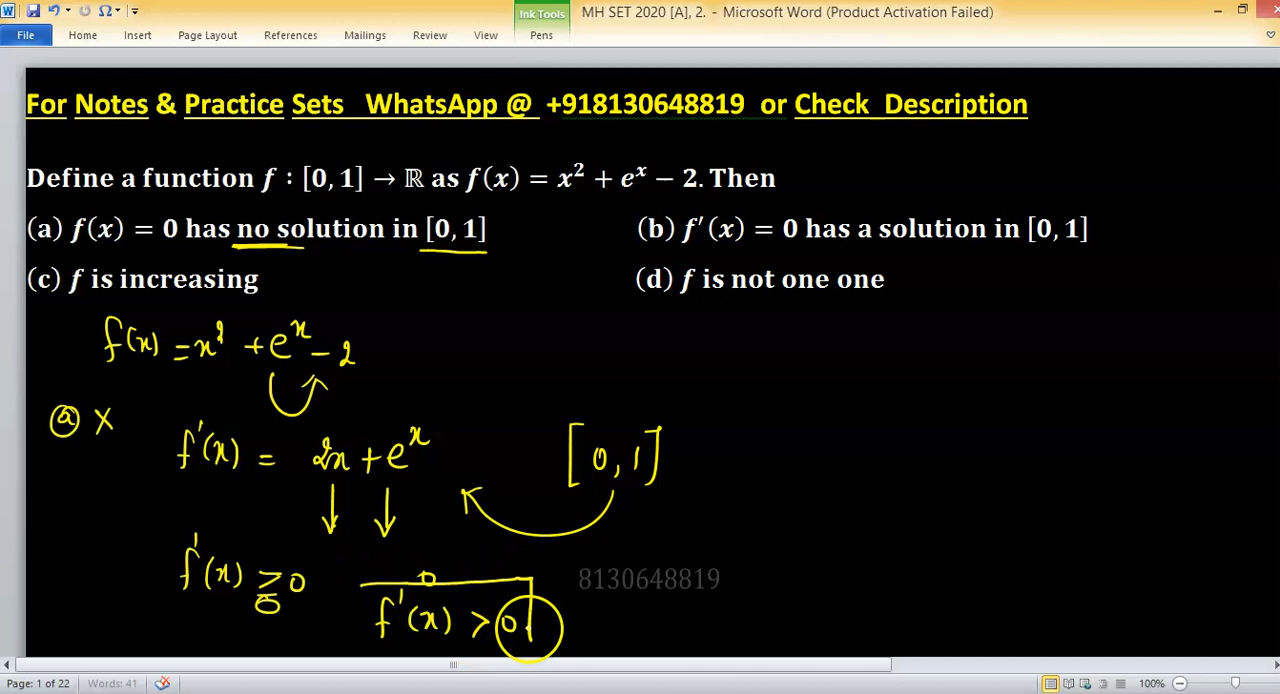 Ink Tools
MH SET 2020 [A], 2. - Microsoft Word (Product Activation Failed)
File Home Insert Page Layout References Mailings Review View Pens
For Notes & Practice Sets WhatsApp @ +918130648819 or Check Description
Define a function f : [0, 1] → ℝ as f(x) = x² + eˣ − 2. Then
(a) f(x) = 0 has no solution in [0, 1] (b) f′(x) = 0 has a solution in [0, 1]
(c) f is increasing (d) f is not one one
f(x) = x² + eˣ − 2
(a) ×
f'(x) = 2x + eˣ [0, 1]
f'(x) ≥ 0
0
8130648819
f'(x) > 0
Page: 1 of 22 Words: 41 100%